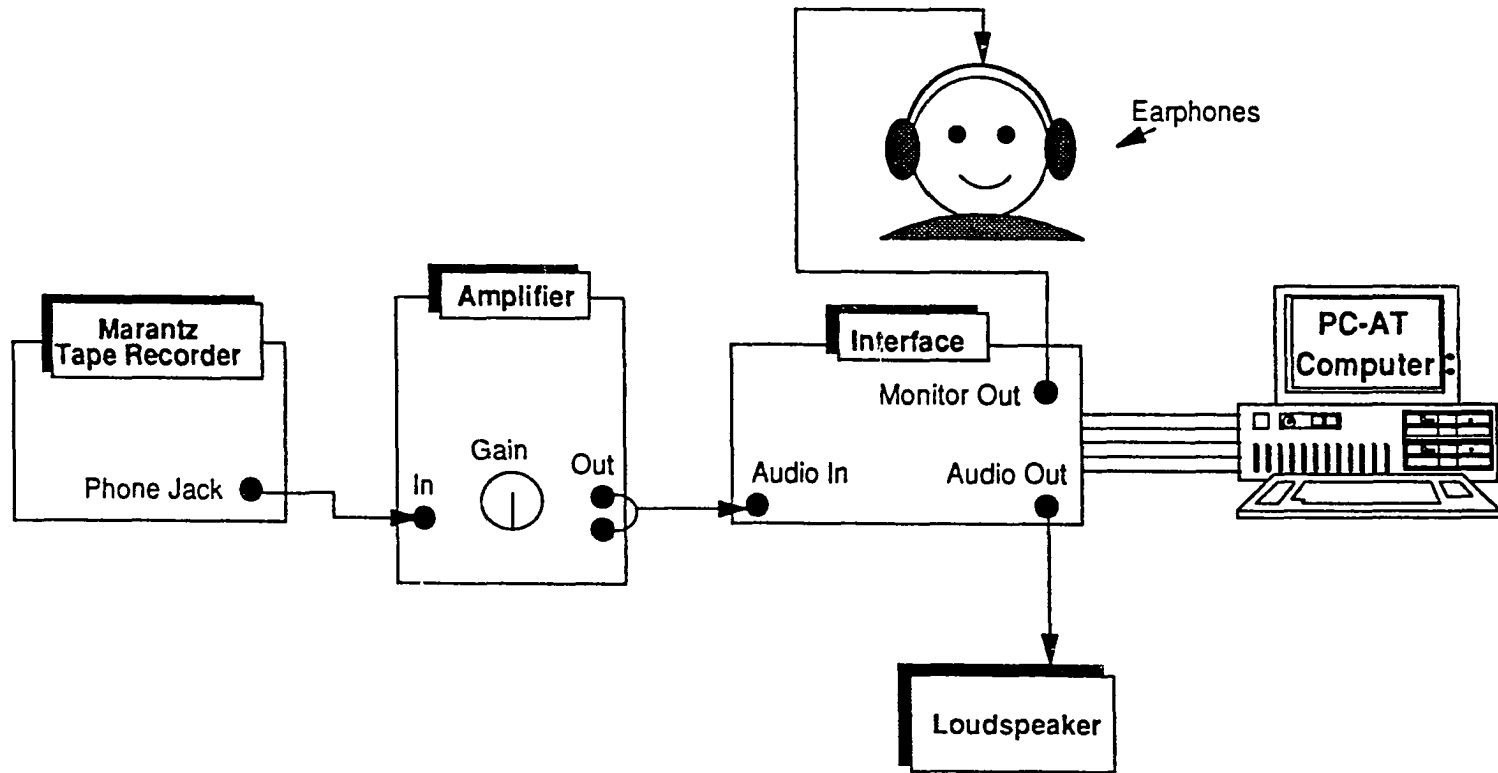 Earphones
Marantz
Tape Recorder
Phone Jack
Amplifier
Gain
In
Out
Interface
Monitor Out
Audio In
Audio Out
PC-AT
Computer
Loudspeaker